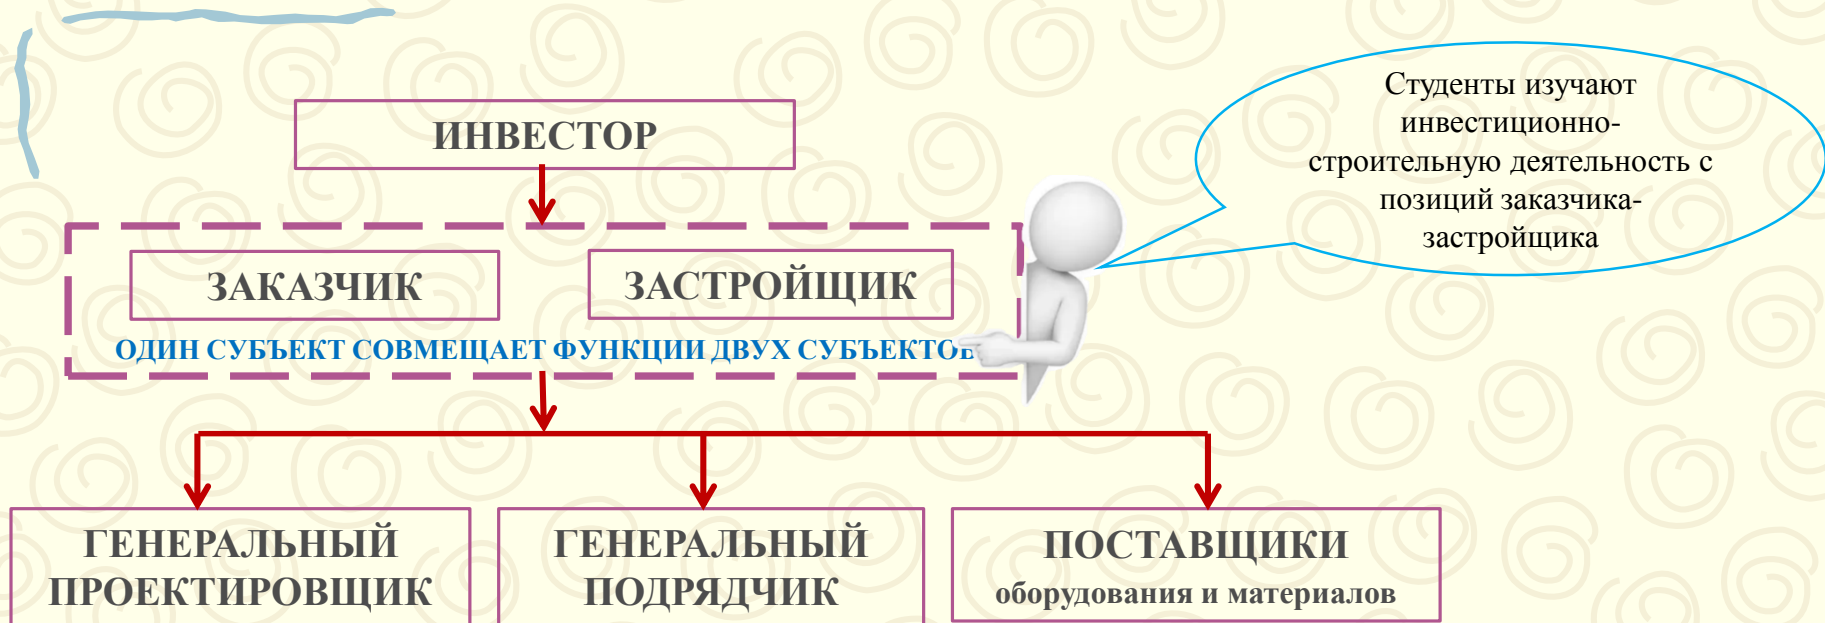 Студенты изучают
инвестиционно-
строительную деятельность с
позиций заказчика-
застройщика
ИНВЕСТОР
ЗАКАЗЧИК
ЗАСТРОЙЩИК
ОДИН СУБЪЕКТ СОВМЕЩАЕТ ФУНКЦИИ ДВУХ СУБЪЕКТОВ
ГЕНЕРАЛЬНЫЙ
ПРОЕКТИРОВЩИК
ГЕНЕРАЛЬНЫЙ
ПОДРЯДЧИК
ПОСТАВЩИКИ
оборудования и материалов